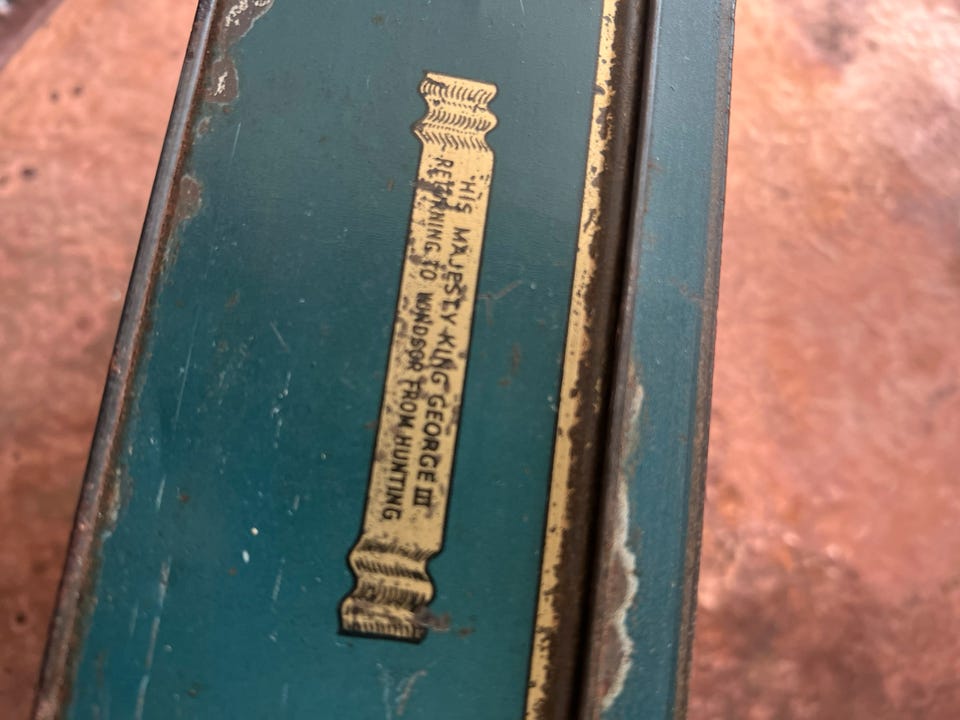 HIS MAJESTY KING GEORGE III
RETURNING TO WINDSOR FROM HUNTING